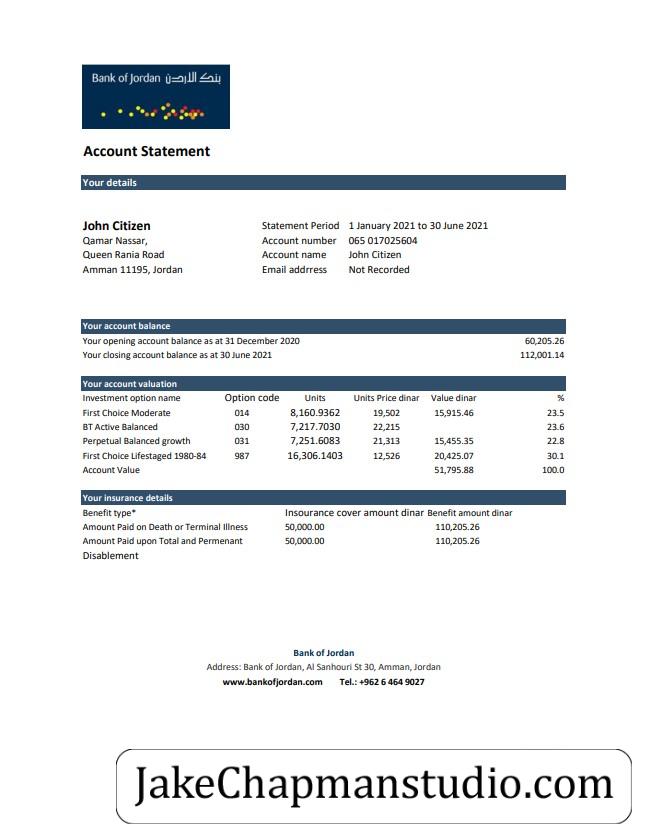 Bank of Jordan بنك الاردن
Account Statement
Your details
John Citizen Statement Period 1 January 2021 to 30 June 2021
Qamar Nassar, Account number 065 017025604
Queen Rania Road Account name John Citizen
Amman 11195, Jordan Email addrress Not Recorded
Your account balance
Your opening account balance as at 31 December 2020 60,205.26
Your closing account balance as at 30 June 2021 112,001.14
Your account valuation
Investment option name Option code Units Units Price dinar Value dinar %
First Choice Moderate 014 8,160.9362 19,502 15,915.46 23.5
BT Active Balanced 030 7,217.7030 22,215 23.6
Perpetual Balanced growth 031 7,251.6083 21,313 15,455.35 22.8
First Choice Lifestaged 1980-84 987 16,306.1403 12,526 20,425.07 30.1
Account Value 51,795.88 100.0
Your insurance details
Benefit type* Insourance cover amount dinar Benefit amount dinar
Amount Paid on Death or Terminal Illness 50,000.00 110,205.26
Amount Paid upon Total and Permenant 50,000.00 110,205.26
Disablement
Bank of Jordan
Address: Bank of Jordan, Al Sanhouri St 30, Amman, Jordan
www.bankofjordan.com Tel.: +962 6 464 9027
JakeChapmanstudio.com